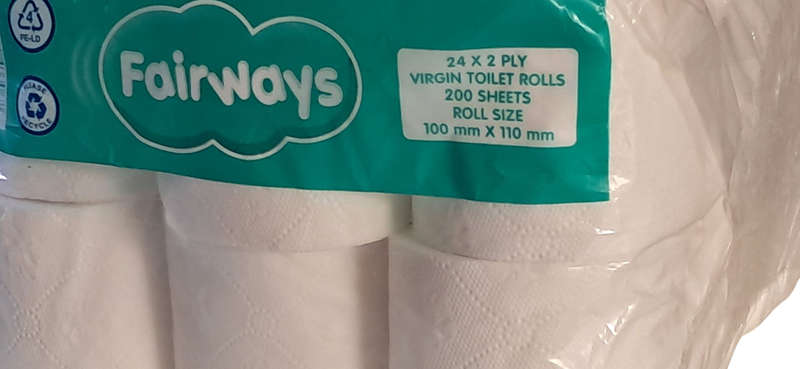 4
PE-LD
PLEASE
RECYCLE
Fairways
24 X 2 PLY
VIRGIN TOILET ROLLS
200 SHEETS
ROLL SIZE
100 mm X 110 mm